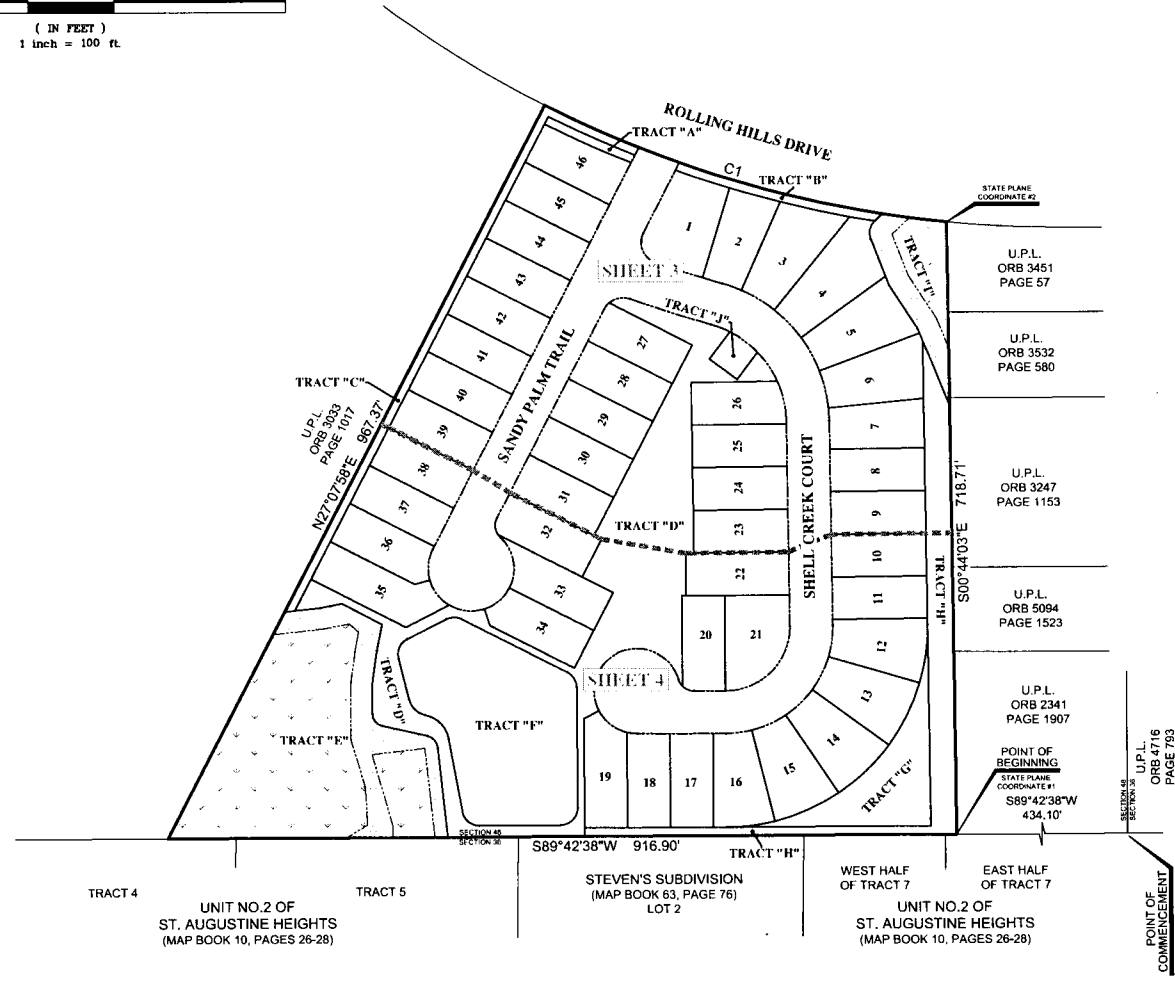 ( IN FEET )
1 inch = 100 ft.
ROLLING HILLS DRIVE
TRACT "A"
C1
TRACT "B"
STATE PLANE
COORDINATE #2
46
45
44
43
42
41
40
39
38
37
36
35
1
2
3
4
5
TRACT "I"
SHEET 3
TRACT "J"
SANDY PALM TRAIL
27
28
29
30
31
32
33
34
26
25
24
23
22
20
21
SHELL CREEK COURT
6
7
8
9
10
11
12
13
14
15
16
17
18
19
U.P.L.
ORB 3451
PAGE 57
U.P.L.
ORB 3532
PAGE 580
TRACT "C"
U.P.L.
ORB 3033
PAGE 1017
N27°07'58"E 967.37'
U.P.L.
ORB 3247
PAGE 1153
S00°44'03"E 718.71'
TRACT "D"
TRACT "H"
U.P.L.
ORB 5094
PAGE 1523
SHEET 4
TRACT "D"
TRACT "E"
TRACT "F"
TRACT "G"
U.P.L.
ORB 2341
PAGE 1907
U.P.L.
ORB 4716
PAGE 793
POINT OF
BEGINNING
STATE PLANE
COORDINATE #1
S89°42'38"W
434.10'
SECTION 48
SECTION 36
SECTION 48
SECTION 36
S89°42'38"W 916.90'
TRACT "H"
TRACT 4
TRACT 5
UNIT NO.2 OF
ST. AUGUSTINE HEIGHTS
(MAP BOOK 10, PAGES 26-28)
STEVEN'S SUBDIVISION
(MAP BOOK 63, PAGE 76)
LOT 2
WEST HALF
OF TRACT 7
EAST HALF
OF TRACT 7
UNIT NO.2 OF
ST. AUGUSTINE HEIGHTS
(MAP BOOK 10, PAGES 26-28)
POINT OF
COMMENCEMENT